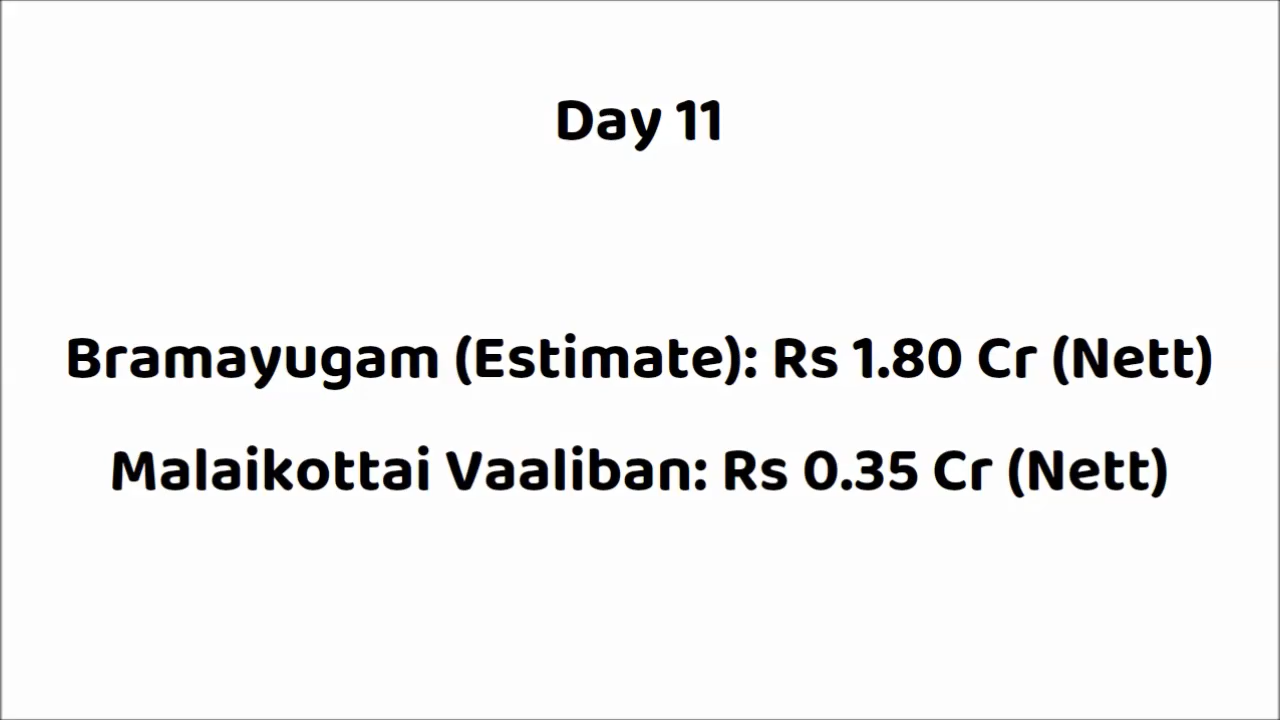 Day 11
Bramayugam (Estimate): Rs 1.80 Cr (Nett)
Malaikottai Vaaliban: Rs 0.35 Cr (Nett)